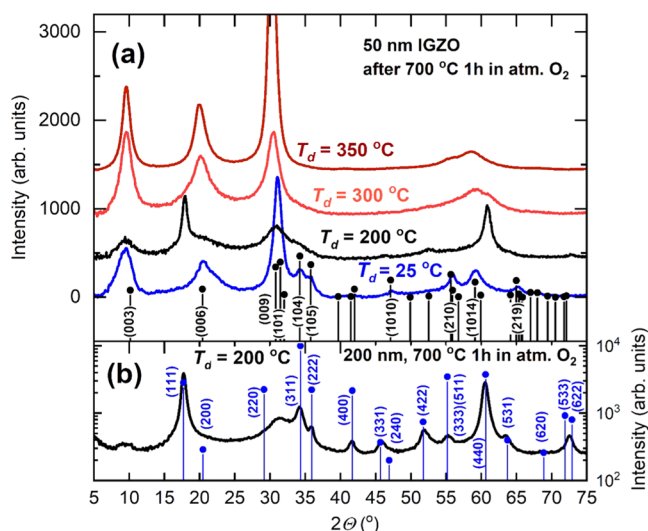 3200
(a)
50 nm IGZO
after 700 °C 1h in atm. O2
2000
Td = 350 °C
1000
Td = 300 °C
Td = 200 °C
Td = 25 °C
0
Intensity (arb. units)
(003)
(006)
(009)
(101)
(104)
(105)
(1010)
(210)
(1014)
(219)
(b)
Td = 200 °C
200 nm, 700 °C 1h in atm. O2
(111)
(200)
(220)
(311)
(222)
(400)
(331)
(240)
(422)
(333)(511)
(440)
(531)
(620)
(533)
(622)
10^4
10^3
10^2
Intensity (arb. units)
5 10 15 20 25 30 35 40 45 50 55 60 65 70 75
2Θ (°)